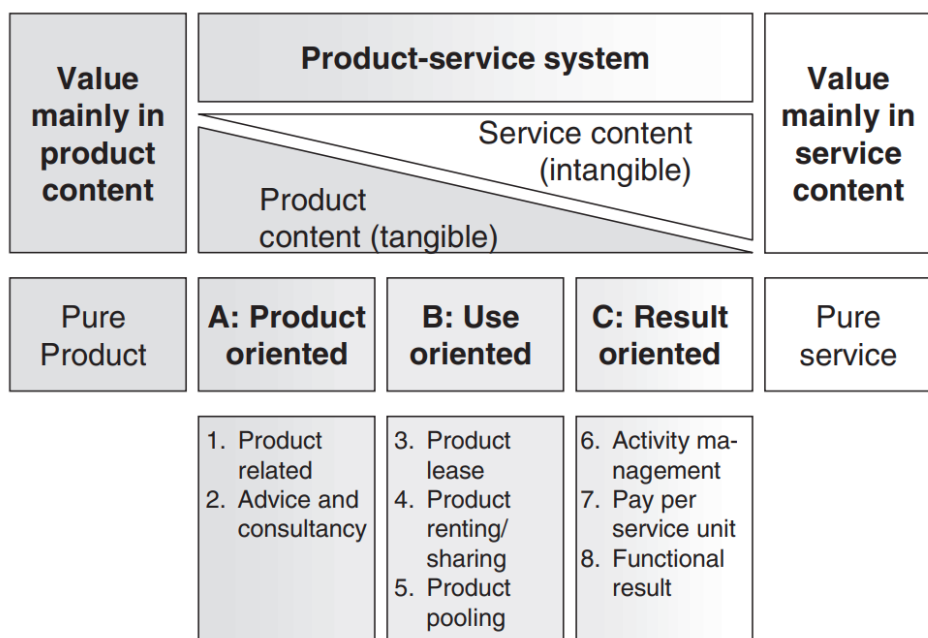 Value
mainly in
product
content
Product-service system
Service content
(intangible)
Product
content (tangible)
Value
mainly in
service
content
Pure
Product
A: Product
oriented
B: Use
oriented
C: Result
oriented
Pure
service
1. Product
related
2. Advice and
consultancy
3. Product
lease
4. Product
renting/
sharing
5. Product
pooling
6. Activity ma-
nagement
7. Pay per
service unit
8. Functional
result